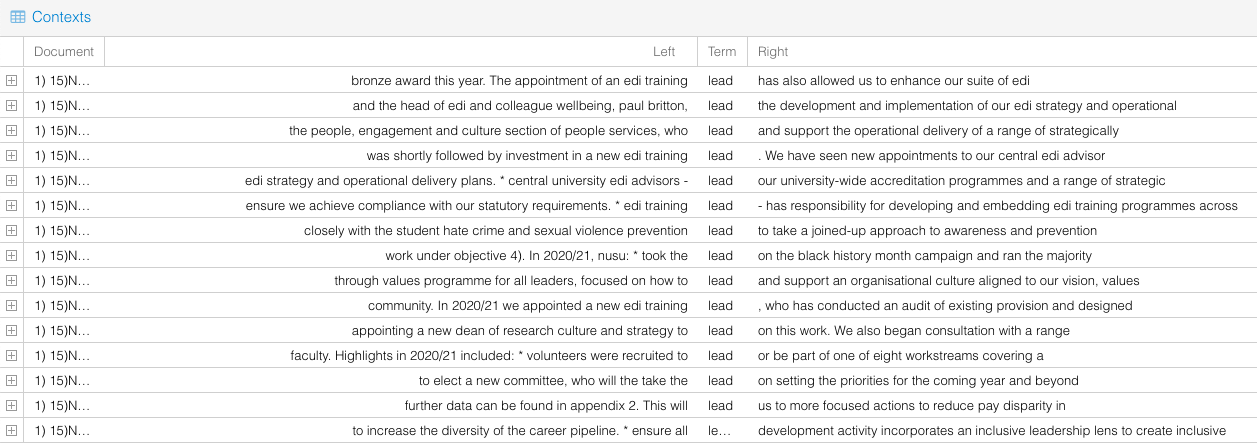 Contexts
Document Left Term Right
1) 15)N... bronze award this year. The appointment of an edi training lead has also allowed us to enhance our suite of edi
1) 15)N... and the head of edi and colleague wellbeing, paul britton, lead the development and implementation of our edi strategy and operational
1) 15)N... the people, engagement and culture section of people services, who lead and support the operational delivery of a range of strategically
1) 15)N... was shortly followed by investment in a new edi training lead . We have seen new appointments to our central edi advisor
1) 15)N... edi strategy and operational delivery plans. * central university edi advisors - lead our university-wide accreditation programmes and a range of strategic
1) 15)N... ensure we achieve compliance with our statutory requirements. * edi training lead - has responsibility for developing and embedding edi training programmes across
1) 15)N... closely with the student hate crime and sexual violence prevention lead to take a joined-up approach to awareness and prevention
1) 15)N... work under objective 4). In 2020/21, nusu: * took the lead on the black history month campaign and ran the majority
1) 15)N... through values programme for all leaders, focused on how to lead and support an organisational culture aligned to our vision, values
1) 15)N... community. In 2020/21 we appointed a new edi training lead , who has conducted an audit of existing provision and designed
1) 15)N... appointing a new dean of research culture and strategy to lead on this work. We also began consultation with a range
1) 15)N... faculty. Highlights in 2020/21 included: * volunteers were recruited to lead or be part of one of eight workstreams covering a
1) 15)N... to elect a new committee, who will the take the lead on setting the priorities for the coming year and beyond
1) 15)N... further data can be found in appendix 2. This will lead us to more focused actions to reduce pay disparity in
1) 15)N... to increase the diversity of the career pipeline. * ensure all le... development activity incorporates an inclusive leadership lens to create inclusive